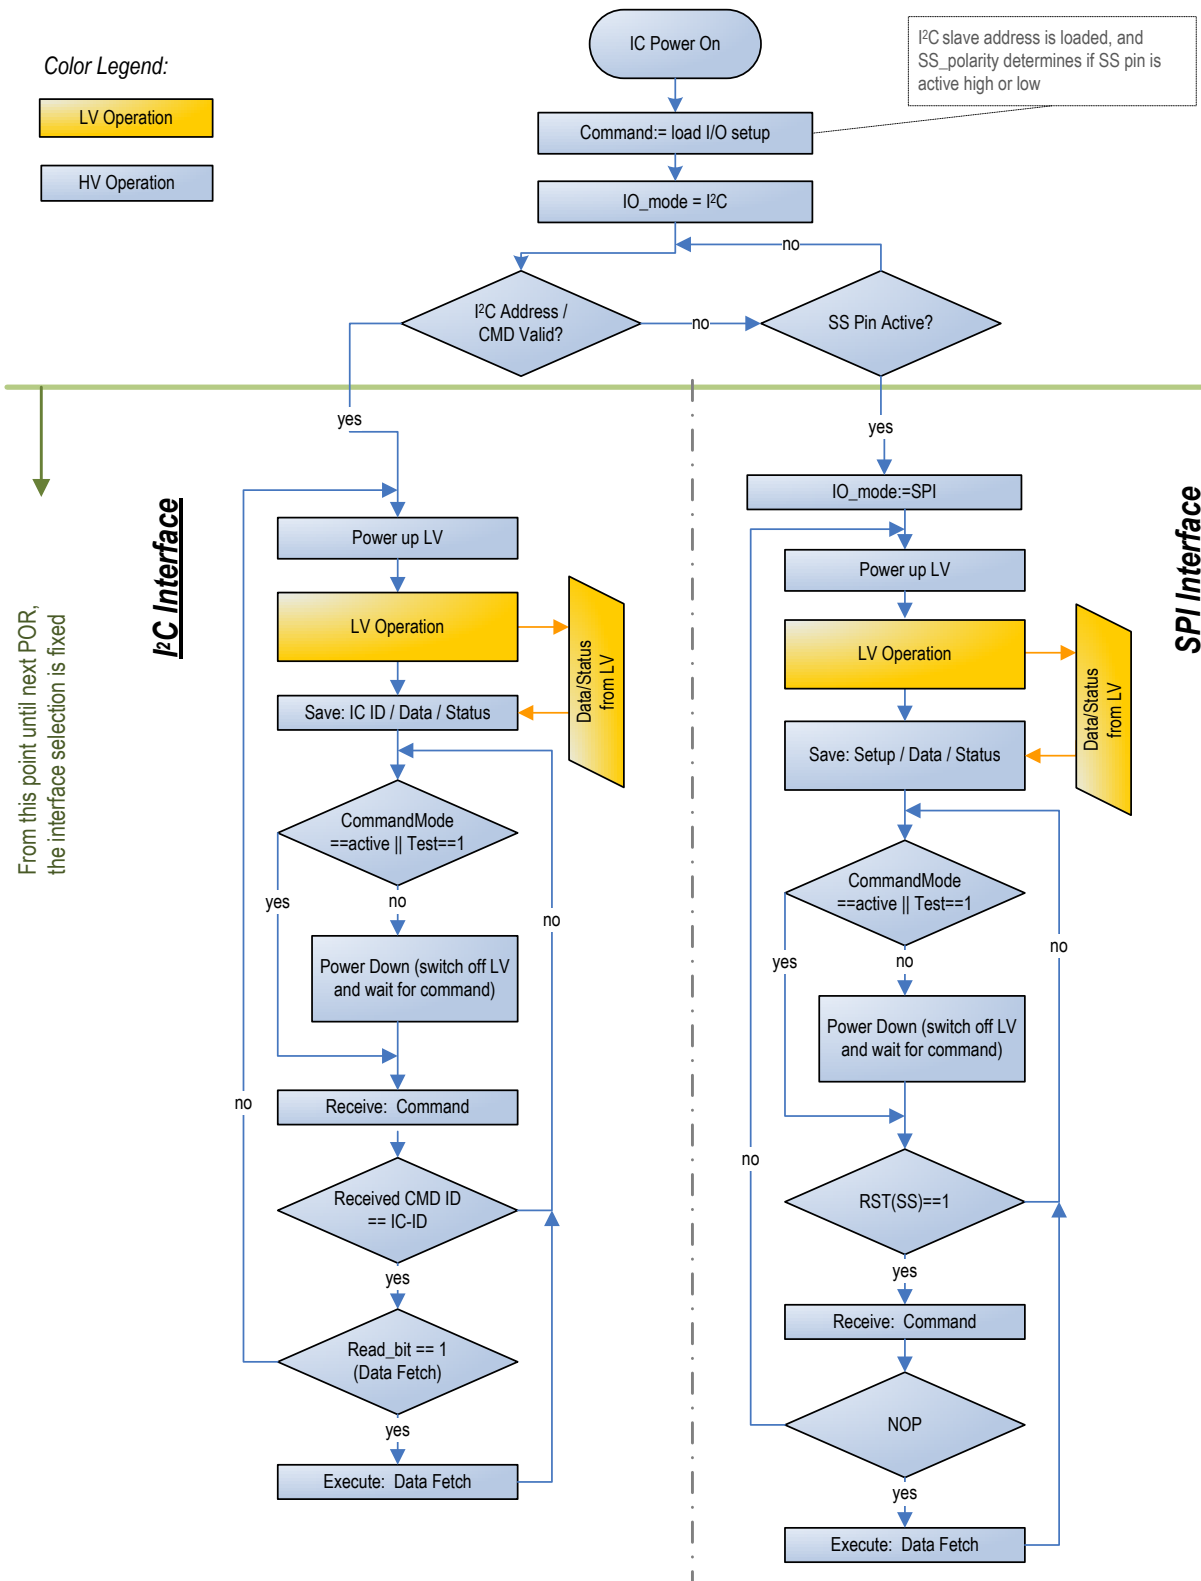 IC Power On
I²C slave address is loaded, and
SS_polarity determines if SS pin is
active high or low
Color Legend:
LV Operation
HV Operation
Command:= load I/O setup
IO_mode = I²C
no
I²C Address /
CMD Valid?
no
SS Pin Active?
yes
yes
From this point until next POR,
the interface selection is fixed
I²C Interface
Power up LV
LV Operation
Data/Status
from LV
Save: IC ID / Data / Status
CommandMode
==active || Test==1
yes
no
no
Power Down (switch off LV
and wait for command)
no
Receive: Command
Received CMD ID
== IC-ID
yes
Read_bit == 1
(Data Fetch)
yes
Execute: Data Fetch
SPI Interface
IO_mode:=SPI
Power up LV
LV Operation
Data/Status
from LV
Save: Setup / Data / Status
CommandMode
==active || Test==1
yes
no
no
Power Down (switch off LV
and wait for command)
no
RST(SS)==1
yes
Receive: Command
NOP
yes
Execute: Data Fetch